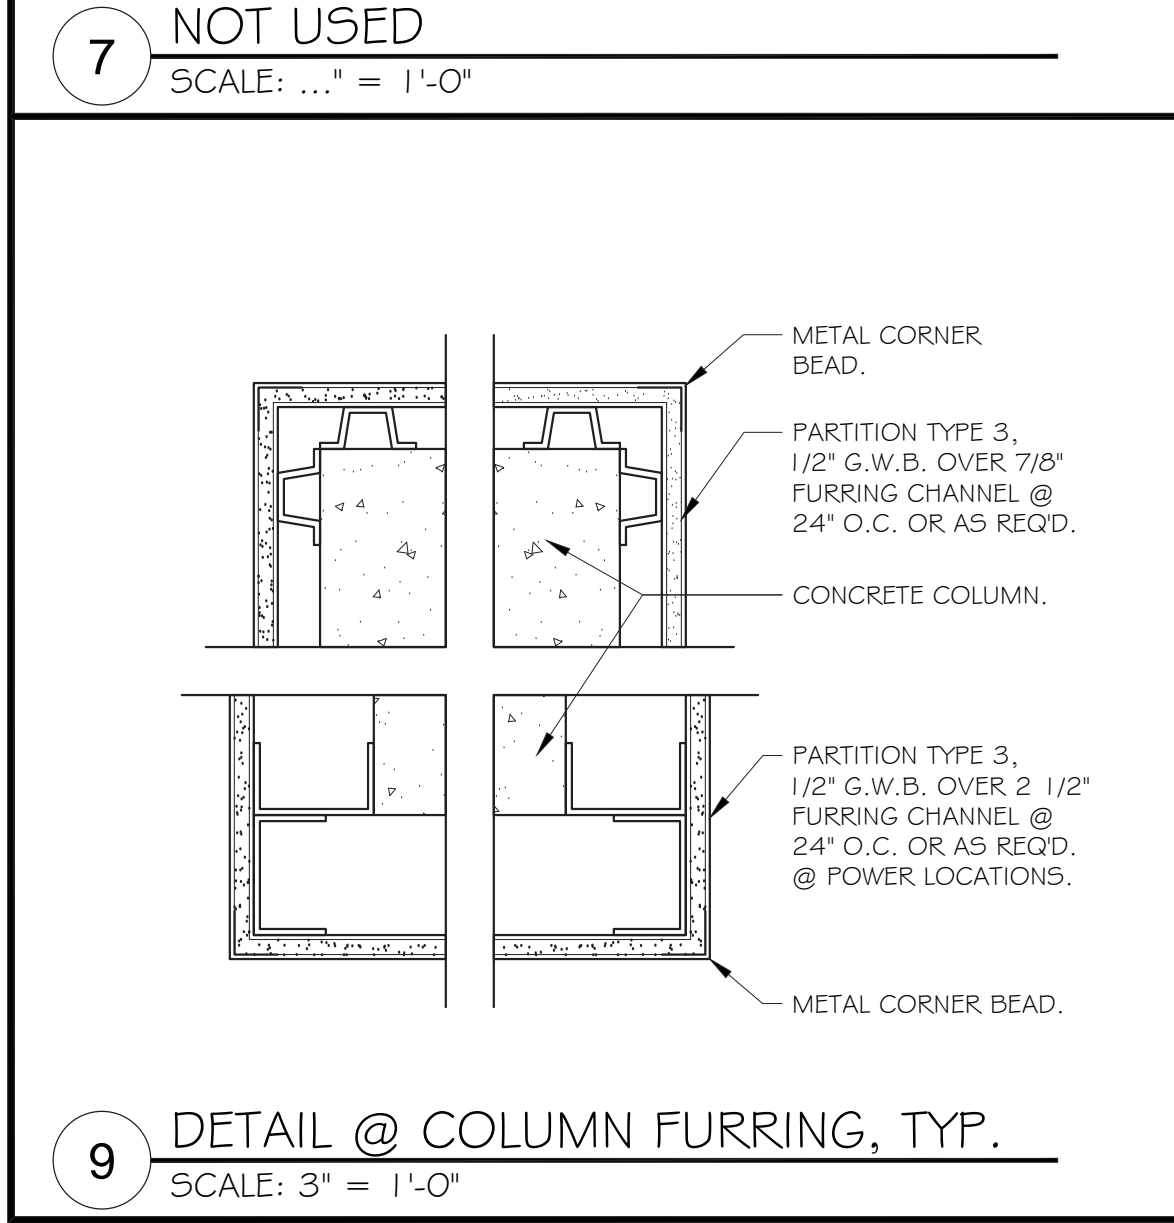 7
NOT USED
SCALE: ..." = 1'-0"
METAL CORNER
BEAD.
PARTITION TYPE 3,
1/2" G.W.B. OVER 7/8"
FURRING CHANNEL @
24" O.C. OR AS REQ'D.
CONCRETE COLUMN.
PARTITION TYPE 3,
1/2" G.W.B. OVER 2 1/2"
FURRING CHANNEL @
24" O.C. OR AS REQ'D.
@ POWER LOCATIONS.
METAL CORNER BEAD.
9
DETAIL @ COLUMN FURRING, TYP.
SCALE: 3" = 1'-0"